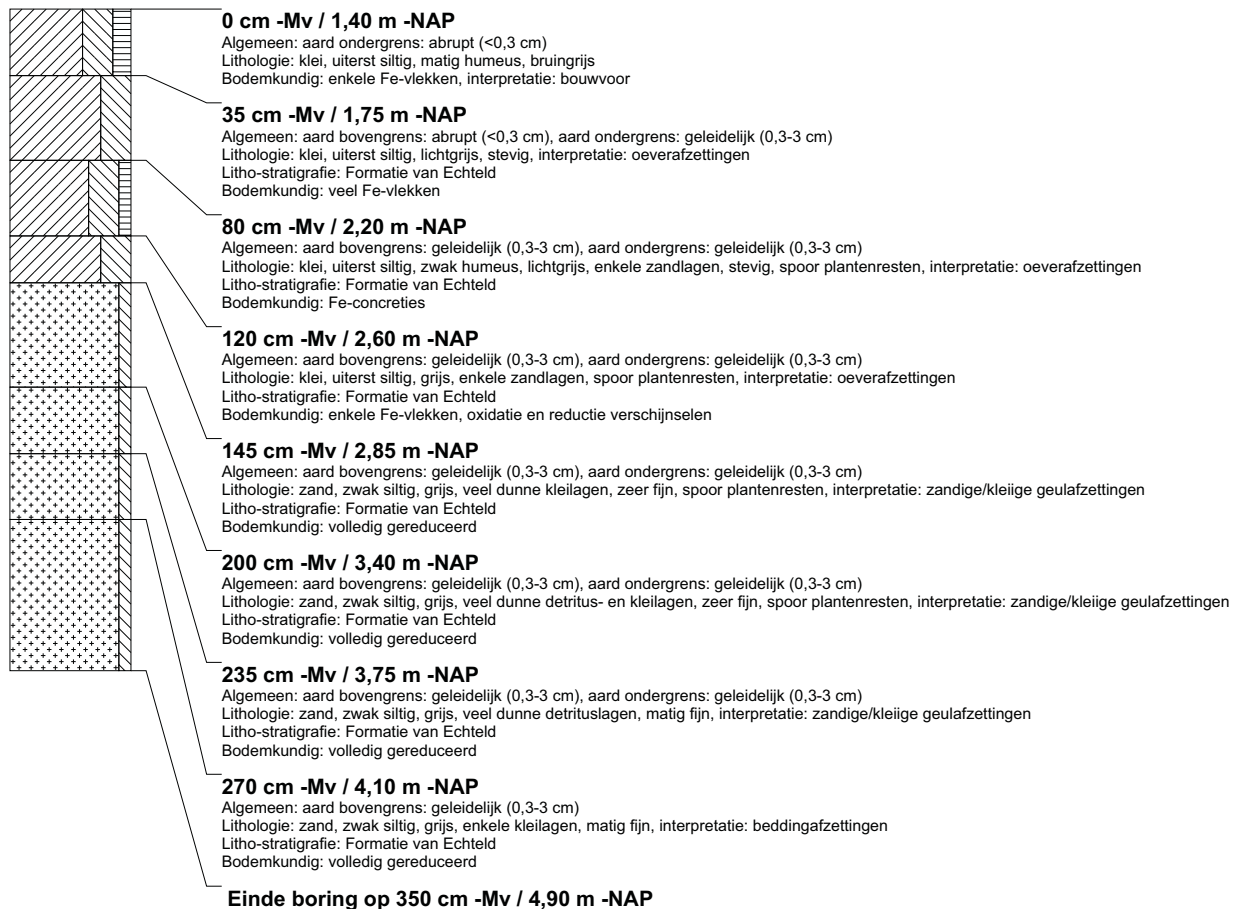 0 cm -Mv / 1,40 m -NAP
Algemeen: aard ondergrens: abrupt (<0,3 cm)
Lithologie: klei, uiterst siltig, matig humeus, bruingrijs
Bodemkundig: enkele Fe-vlekken, interpretatie: bouwvoor
35 cm -Mv / 1,75 m -NAP
Algemeen: aard bovengrens: abrupt (<0,3 cm), aard ondergrens: geleidelijk (0,3-3 cm)
Lithologie: klei, uiterst siltig, lichtgrijs, stevig, interpretatie: oeverafzettingen
Litho-stratigrafie: Formatie van Echteld
Bodemkundig: veel Fe-vlekken
80 cm -Mv / 2,20 m -NAP
Algemeen: aard bovengrens: geleidelijk (0,3-3 cm), aard ondergrens: geleidelijk (0,3-3 cm)
Lithologie: klei, uiterst siltig, zwak humeus, lichtgrijs, enkele zandlagen, stevig, spoor plantenresten, interpretatie: oeverafzettingen
Litho-stratigrafie: Formatie van Echteld
Bodemkundig: Fe-concreties
120 cm -Mv / 2,60 m -NAP
Algemeen: aard bovengrens: geleidelijk (0,3-3 cm), aard ondergrens: geleidelijk (0,3-3 cm)
Lithologie: klei, uiterst siltig, grijs, enkele zandlagen, spoor plantenresten, interpretatie: oeverafzettingen
Litho-stratigrafie: Formatie van Echteld
Bodemkundig: enkele Fe-vlekken, oxidatie en reductie verschijnselen
145 cm -Mv / 2,85 m -NAP
Algemeen: aard bovengrens: geleidelijk (0,3-3 cm), aard ondergrens: geleidelijk (0,3-3 cm)
Lithologie: zand, zwak siltig, grijs, veel dunne kleilagen, zeer fijn, spoor plantenresten, interpretatie: zandige/kleiige geulafzettingen
Litho-stratigrafie: Formatie van Echteld
Bodemkundig: volledig gereduceerd
200 cm -Mv / 3,40 m -NAP
Algemeen: aard bovengrens: geleidelijk (0,3-3 cm), aard ondergrens: geleidelijk (0,3-3 cm)
Lithologie: zand, zwak siltig, grijs, veel dunne detritus- en kleilagen, zeer fijn, spoor plantenresten, interpretatie: zandige/kleiige geulafzettingen
Litho-stratigrafie: Formatie van Echteld
Bodemkundig: volledig gereduceerd
235 cm -Mv / 3,75 m -NAP
Algemeen: aard bovengrens: geleidelijk (0,3-3 cm), aard ondergrens: geleidelijk (0,3-3 cm)
Lithologie: zand, zwak siltig, grijs, veel dunne detrituslagen, matig fijn, interpretatie: zandige/kleiige geulafzettingen
Litho-stratigrafie: Formatie van Echteld
Bodemkundig: volledig gereduceerd
270 cm -Mv / 4,10 m -NAP
Algemeen: aard bovengrens: geleidelijk (0,3-3 cm)
Lithologie: zand, zwak siltig, grijs, enkele kleilagen, matig fijn, interpretatie: beddingafzettingen
Litho-stratigrafie: Formatie van Echteld
Bodemkundig: volledig gereduceerd
Einde boring op 350 cm -Mv / 4,90 m -NAP